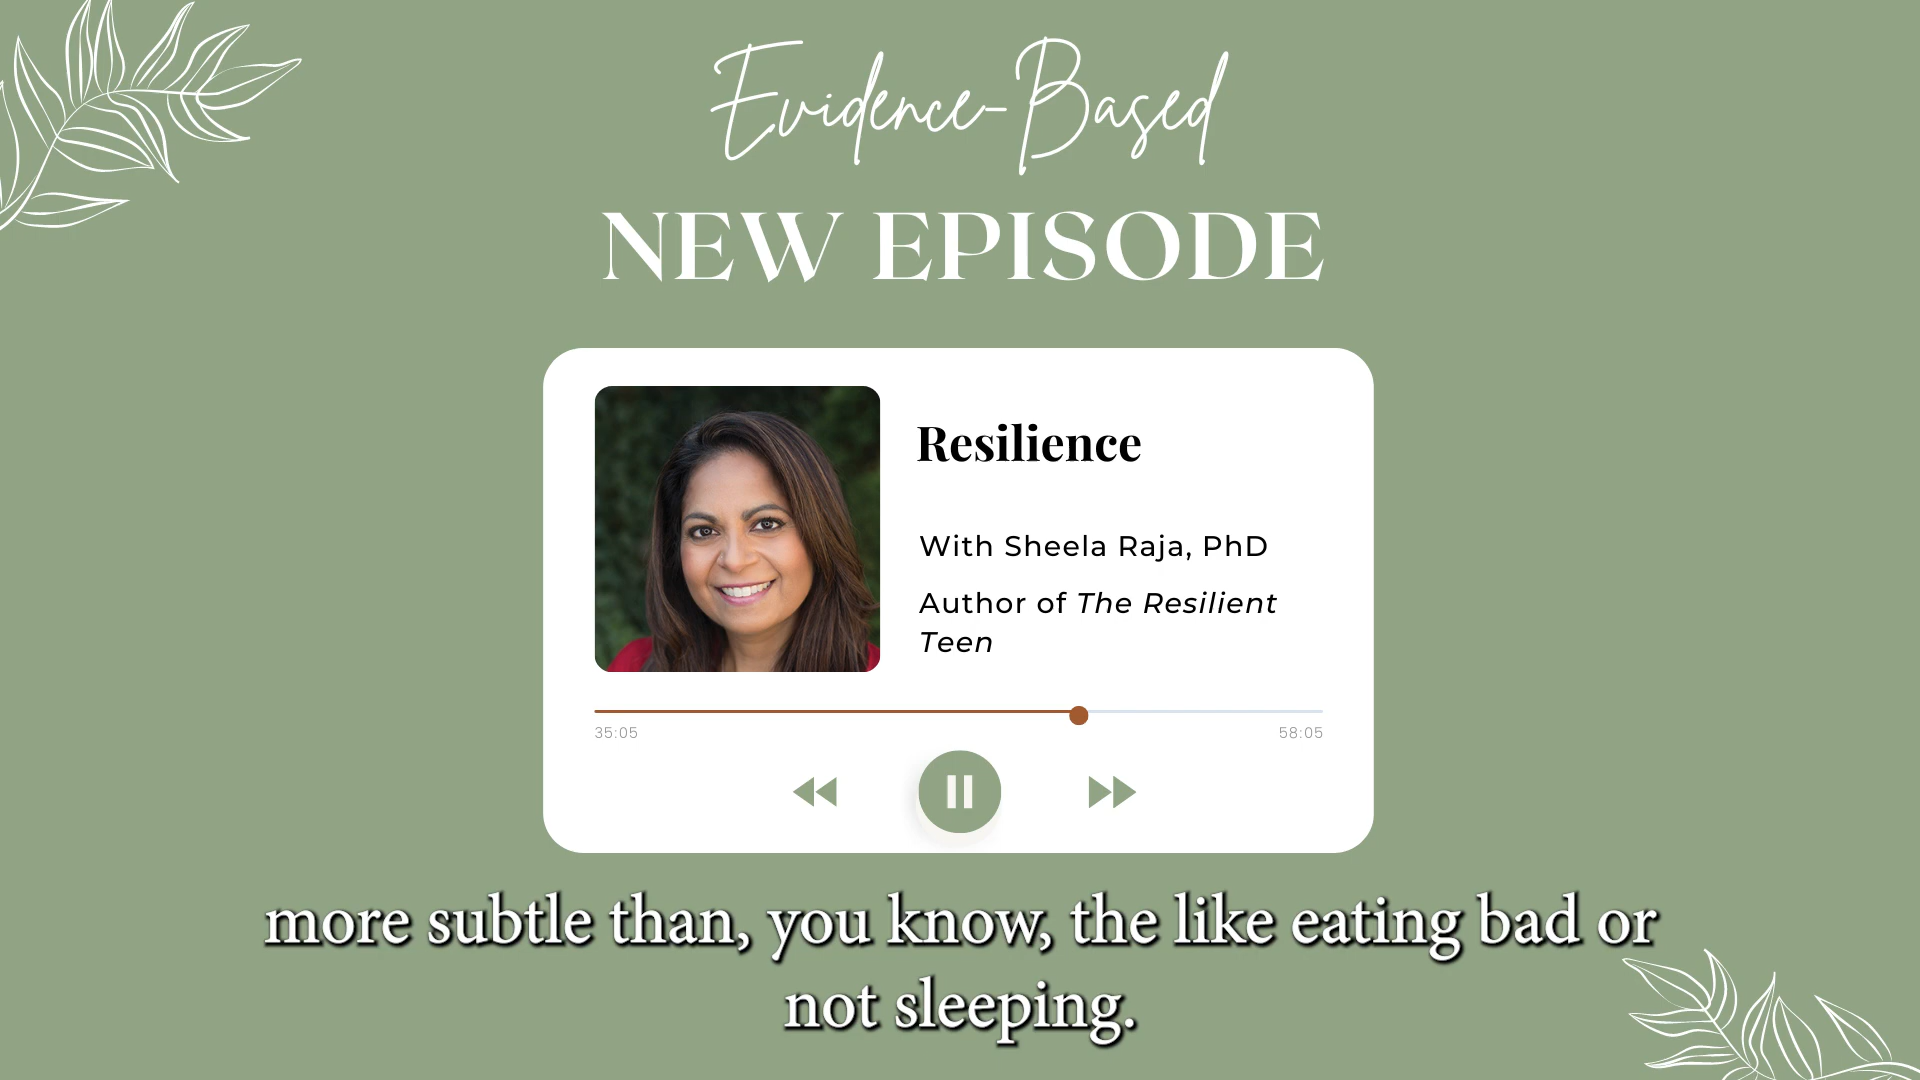 Evidence-Based
NEW EPISODE
Resilience
With Sheela Raja, PhD
Author of The Resilient
Teen
35:05
58:05
more subtle than, you know, the like eating bad or
not sleeping.